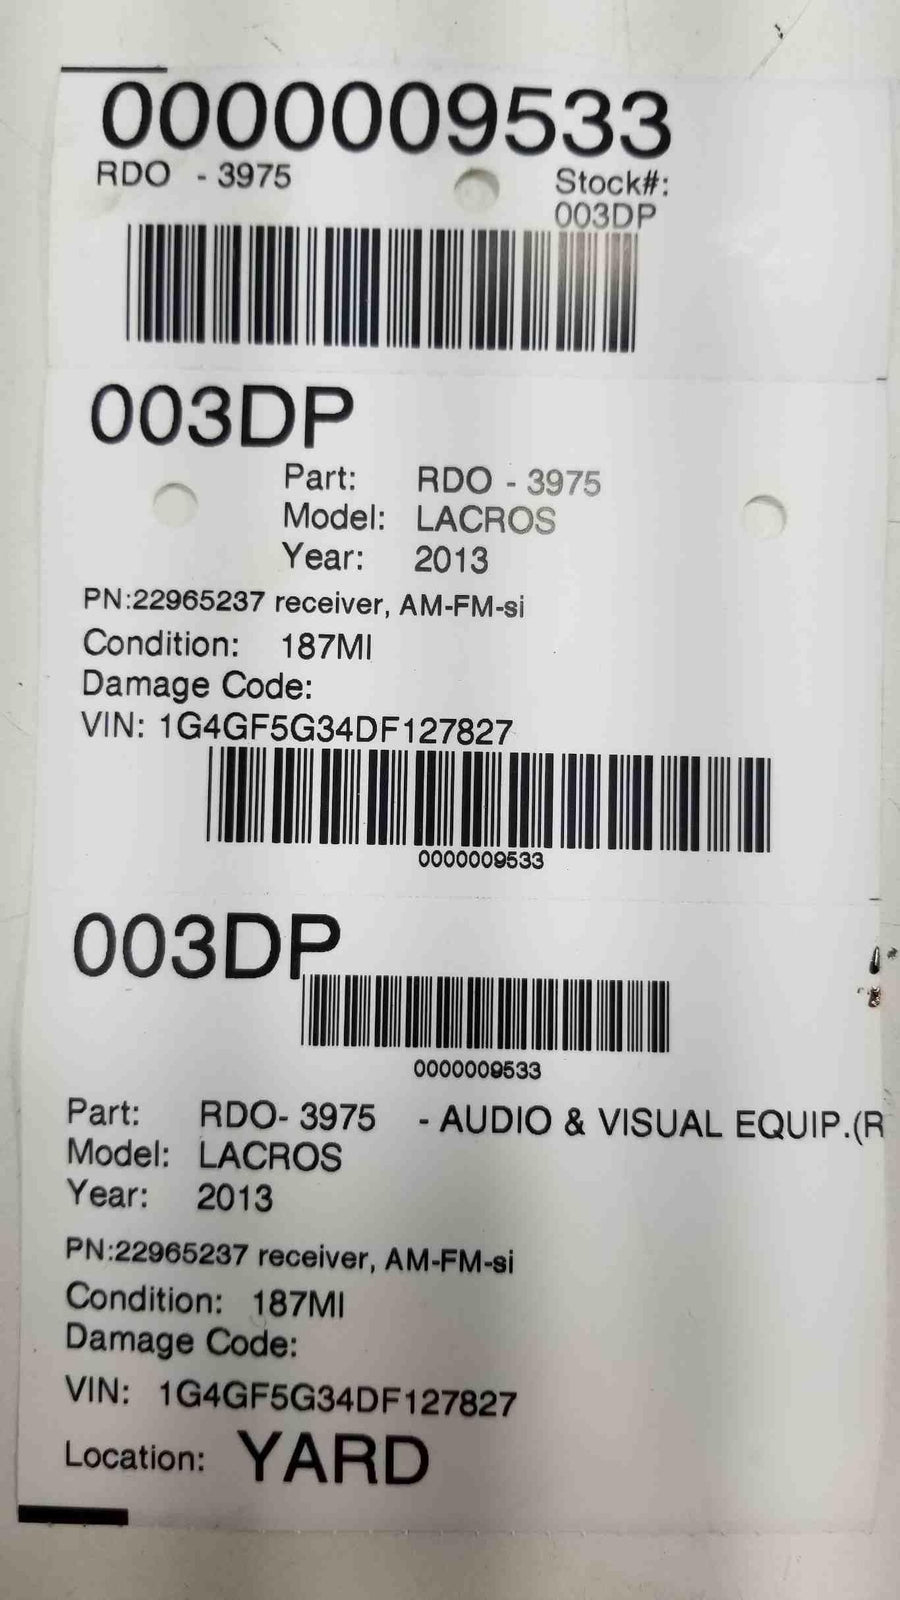 0000009533
RDO - 3975
Stock#:
003DP
003DP
Part: RDO - 3975
Model: LACROS
Year: 2013
PN:22965237 receiver, AM-FM-si
Condition: 187MI
Damage Code:
VIN: 1G4GF5G34DF127827
0000009533
003DP
0000009533
Part: RDO- 3975 - AUDIO & VISUAL EQUIP.(R
Model: LACROS
Year: 2013
PN:22965237 receiver, AM-FM-si
Condition: 187MI
Damage Code:
VIN: 1G4GF5G34DF127827
Location: YARD